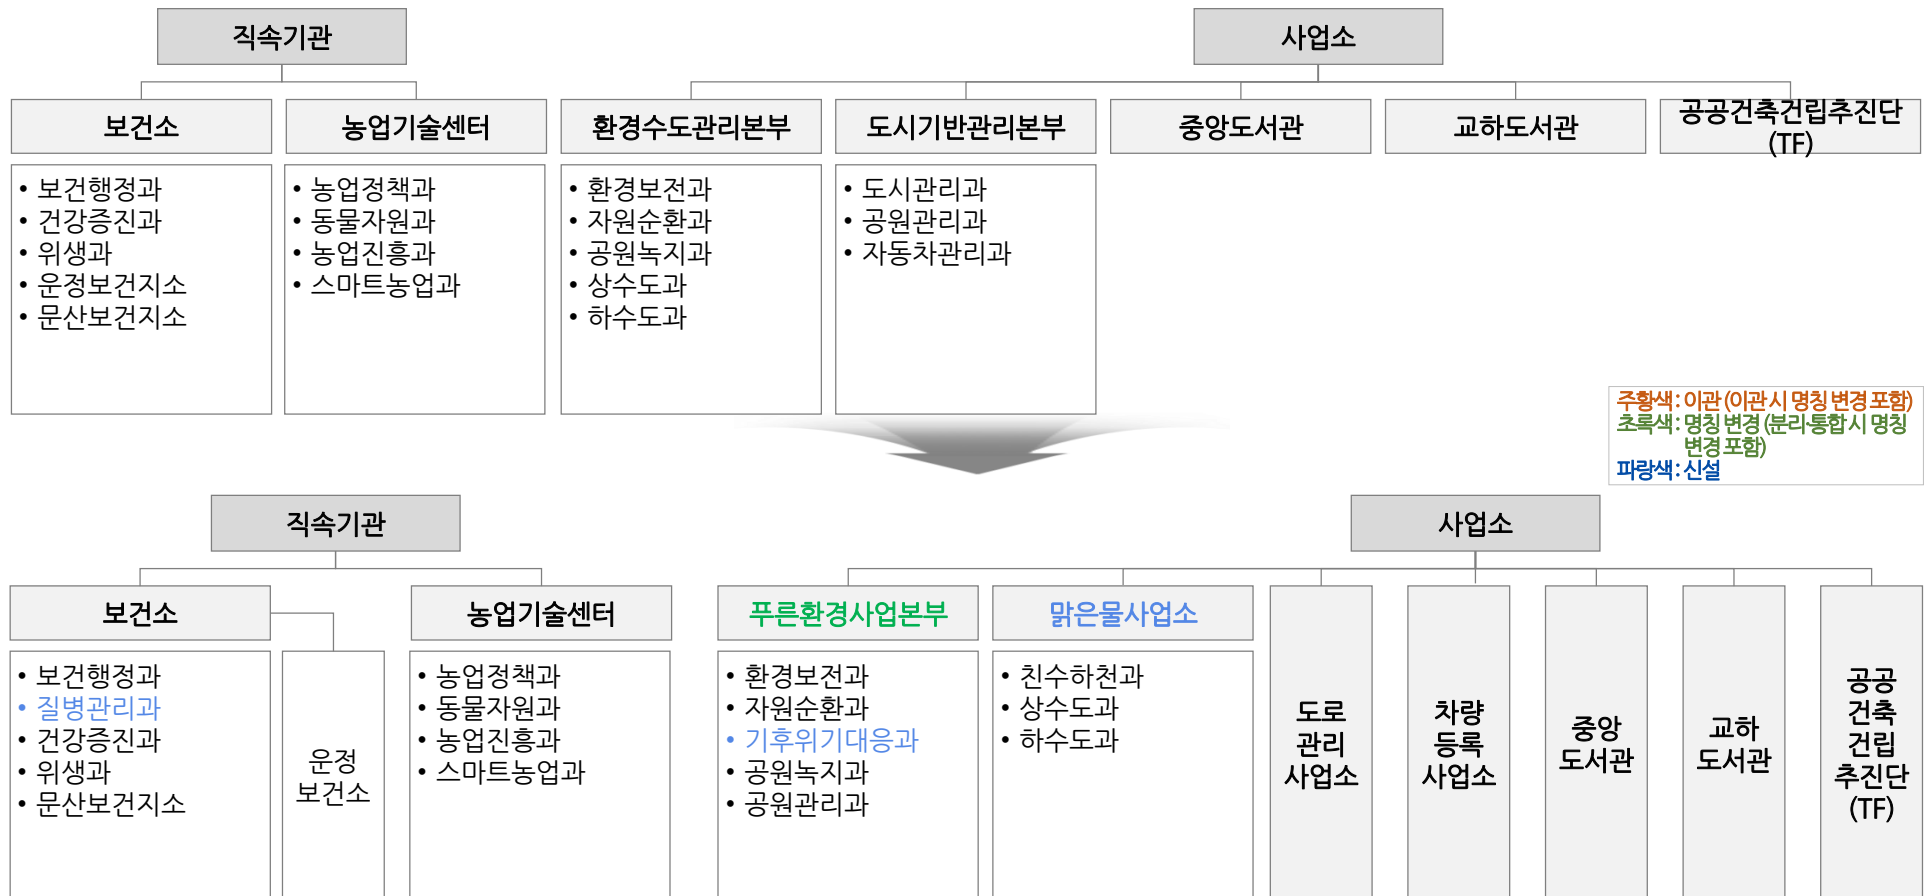 직속기관
사업소
보건소
농업기술센터
환경수도관리본부
도시기반관리본부
중앙도서관
교하도서관
공공건축건립추진단
(TF)
• 보건행정과
• 건강증진과
• 위생과
• 운정보건지소
• 문산보건지소
• 농업정책과
• 동물자원과
• 농업진흥과
• 스마트농업과
• 환경보전과
• 자원순환과
• 공원녹지과
• 상수도과
• 하수도과
• 도시관리과
• 공원관리과
• 자동차관리과
주황색 : 이관 (이관 시 명칭 변경 포함)
초록색 : 명칭 변경 (분리·통합 시 명칭
변경 포함)
파랑색 : 신설
직속기관
사업소
보건소
농업기술센터
푸른환경사업본부
맑은물사업소
• 보건행정과
• 질병관리과
• 건강증진과
• 위생과
• 문산보건지소
운정
보건소
• 농업정책과
• 동물자원과
• 농업진흥과
• 스마트농업과
• 환경보전과
• 자원순환과
• 기후위기대응과
• 공원녹지과
• 공원관리과
• 친수하천과
• 상수도과
• 하수도과
도로
관리
사업소
차량
등록
사업소
중앙
도서관
교하
도서관
공공
건축
건립
추진단
(TF)